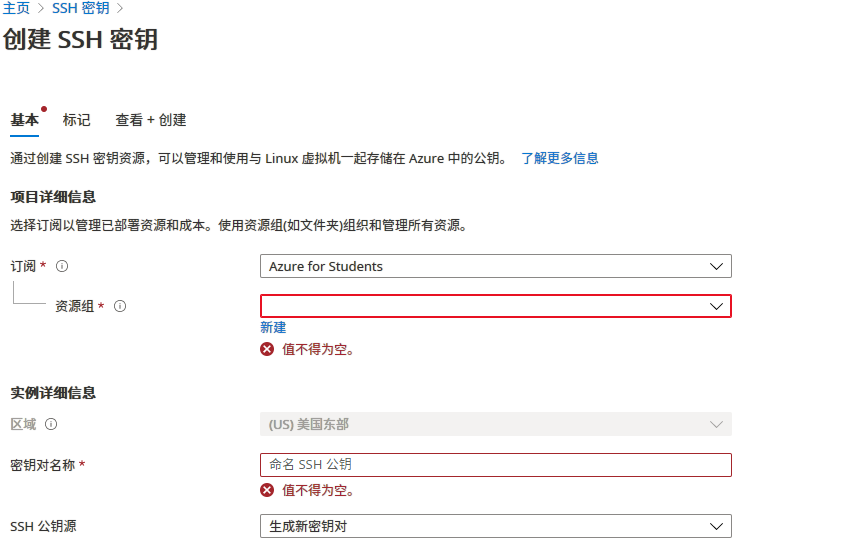 主页 > SSH 密钥 >
创建 SSH 密钥
基本 标记 查看 + 创建
通过创建 SSH 密钥资源，可以管理和使用与 Linux 虚拟机一起存储在 Azure 中的公钥。 了解更多信息
项目详细信息
选择订阅以管理已部署资源和成本。使用资源组(如文件夹)组织和管理所有资源。
订阅 * Azure for Students
资源组 *
新建
值不得为空。
实例详细信息
区域 (US) 美国东部
密钥对名称 * 命名 SSH 公钥
值不得为空。
SSH 公钥源 生成新密钥对